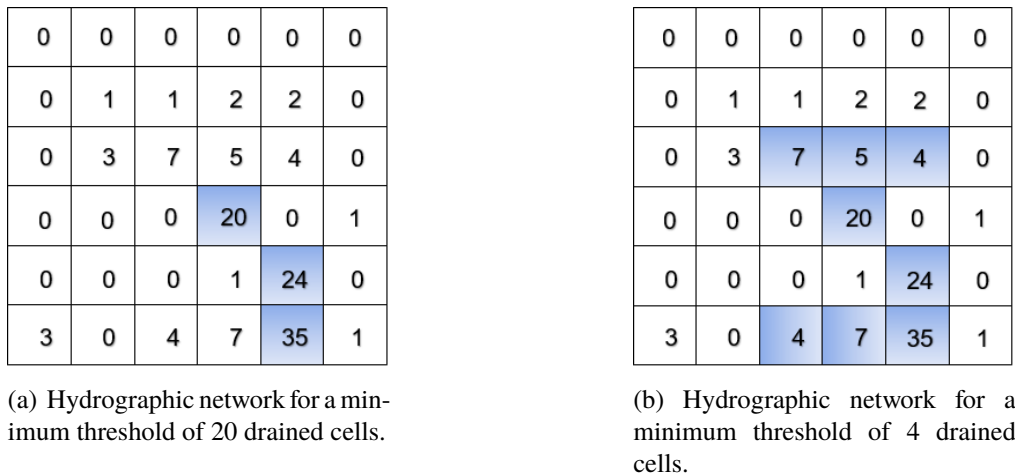 0 0 0 0 0 0
0 1 1 2 2 0
0 3 7 5 4 0
0 0 0 20 0 1
0 0 0 1 24 0
3 0 4 7 35 1
(a) Hydrographic network for a min-
imum threshold of 20 drained cells.
0 0 0 0 0 0
0 1 1 2 2 0
0 3 7 5 4 0
0 0 0 20 0 1
0 0 0 1 24 0
3 0 4 7 35 1
(b) Hydrographic network for a
minimum threshold of 4 drained
cells.